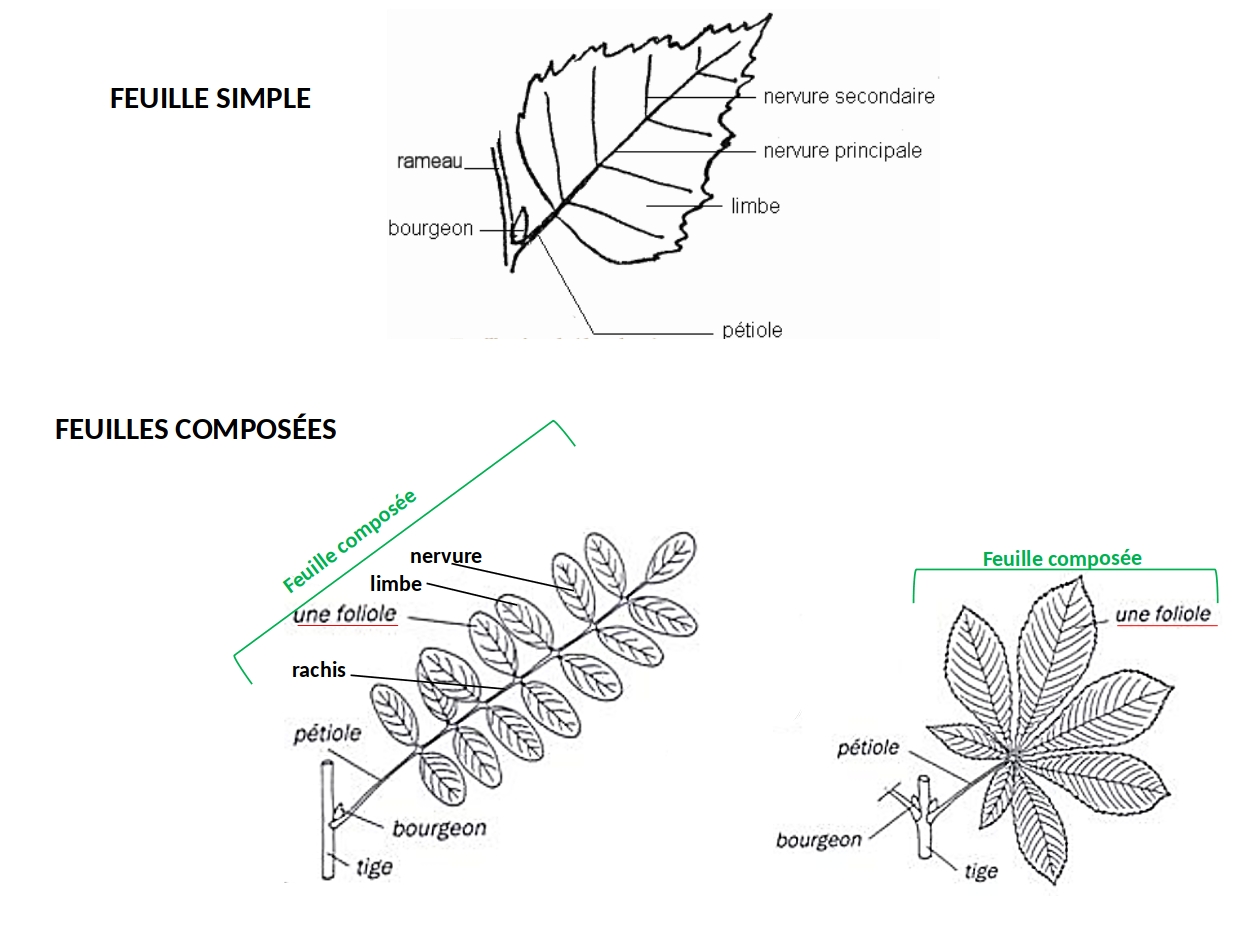 FEUILLE SIMPLE
nervure secondaire
nervure principale
rameau
limbe
bourgeon
pétiole
FEUILLES COMPOSÉES
Feuille composée
nervure
limbe
une foliole
rachis
pétiole
bourgeon
tige
Feuille composée
une foliole
pétiole
bourgeon
tige